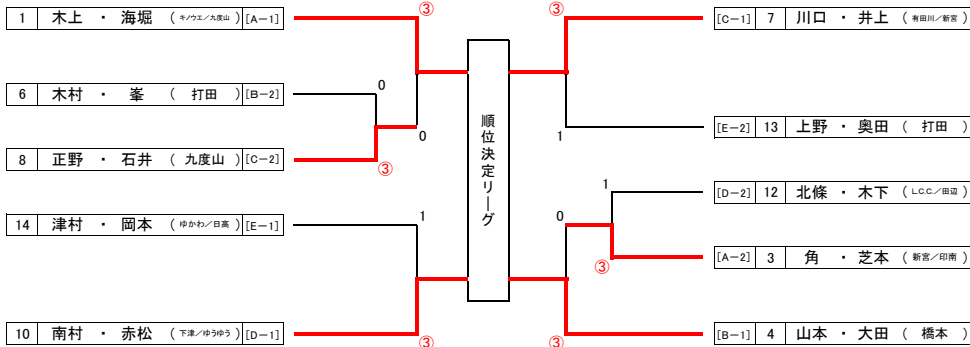 1 木上 ・ 海堀 （ キノウエ／九度山 ） [A－1]
③
③
[C－1] 7 川口 ・ 井上 （ 有田川／新宮 ）
6 木村 ・ 峯 （ 打田 ） [B－2]
0
0
8 正野 ・ 石井 （ 九度山 ） [C－2]
③
順位決定リーグ
1
[E－2] 13 上野 ・ 奥田 （ 打田 ）
14 津村 ・ 岡本 （ ゆかわ／日高 ） [E－1]
1
1
[D－2] 12 北條 ・ 木下 （ L.C.C.／田辺 ）
0
③
[A－2] 3 角 ・ 芝本 （ 新宮／印南 ）
10 南村 ・ 赤松 （ 下津／ゆうゆう ） [D－1]
③
③
[B－1] 4 山本 ・ 大田 （ 橋本 ）